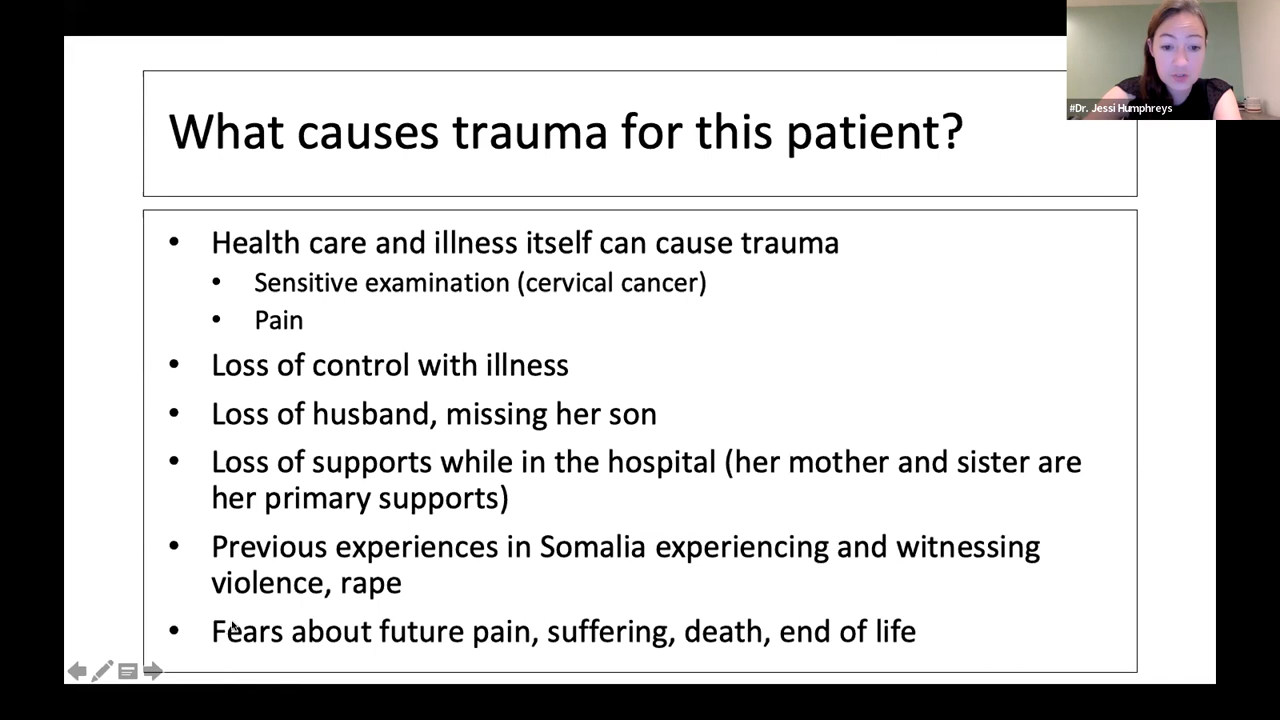 #Dr. Jessi Humphreys
What causes trauma for this patient?
• Health care and illness itself can cause trauma
• Sensitive examination (cervical cancer)
• Pain
• Loss of control with illness
• Loss of husband, missing her son
• Loss of supports while in the hospital (her mother and sister are
her primary supports)
• Previous experiences in Somalia experiencing and witnessing
violence, rape
• Fears about future pain, suffering, death, end of life